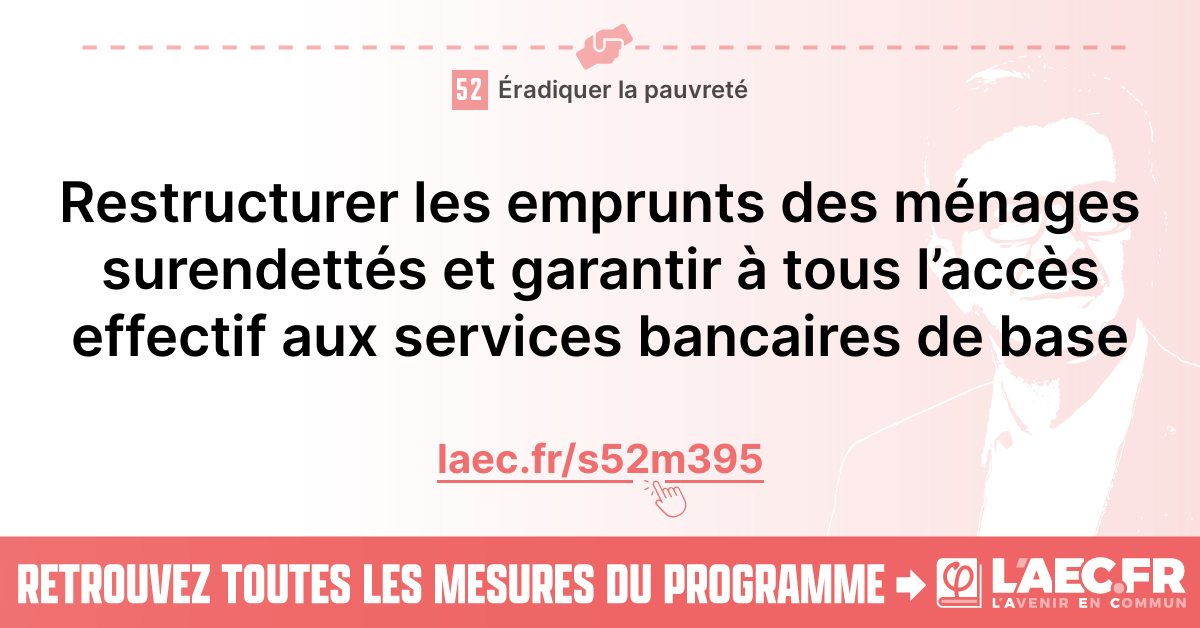 52 Éradiquer la pauvreté
Restructurer les emprunts des ménages
surendettés et garantir à tous l’accès
effectif aux services bancaires de base
laec.fr/s52m395
RETROUVEZ TOUTES LES MESURES DU PROGRAMME
φ L'AEC.FR
L'AVENIR EN COMMUN